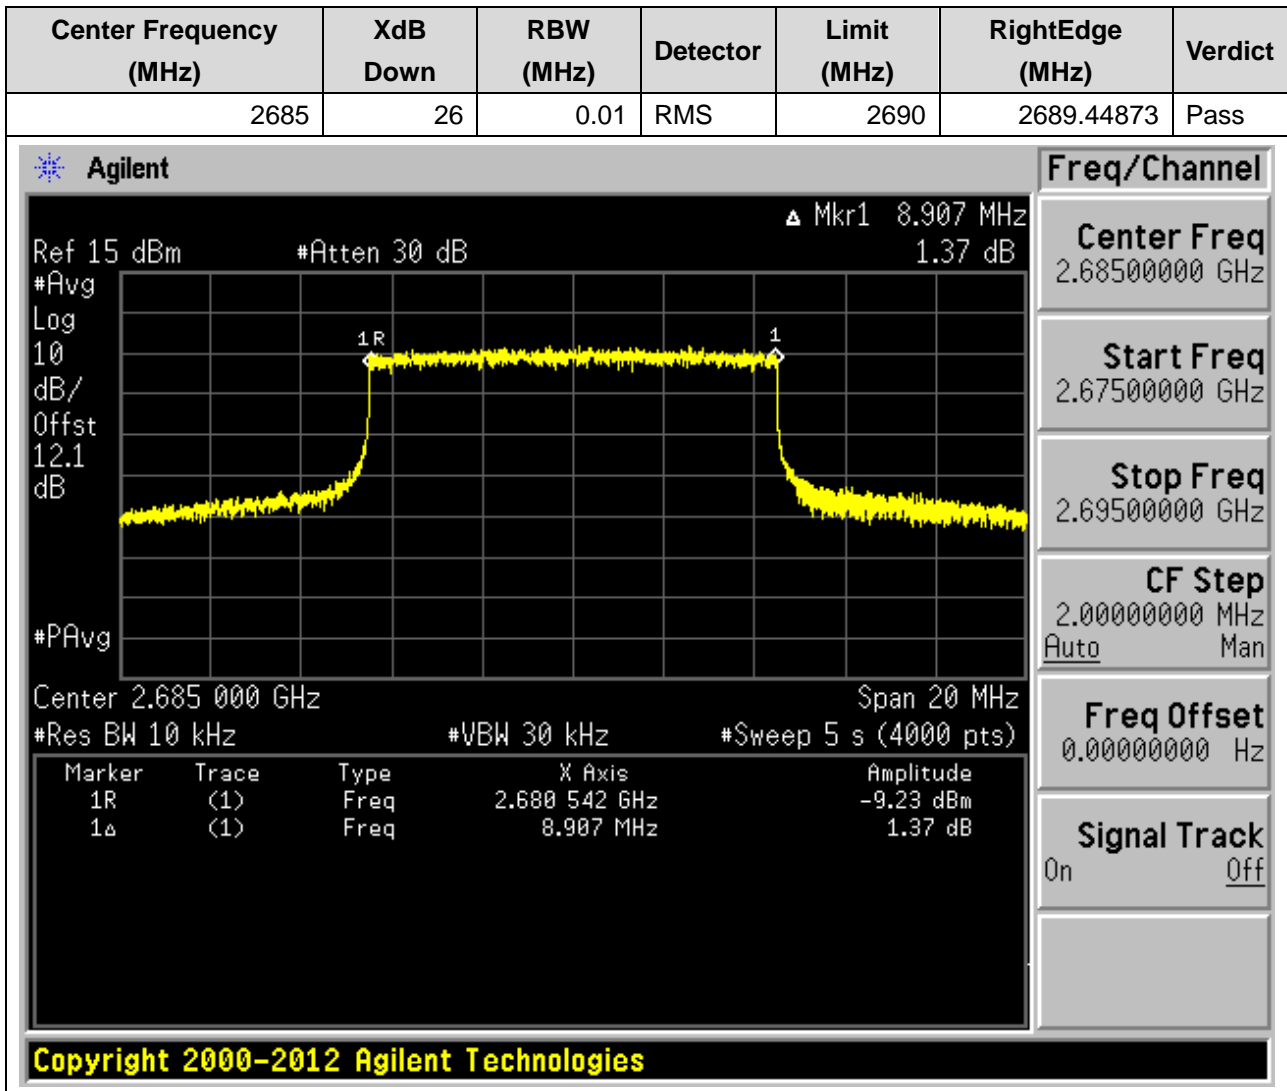 Center Frequency (MHz) XdB Down RBW (MHz) Detector Limit (MHz) RightEdge (MHz) Verdict
2685 26 0.01 RMS 2690 2689.44873 Pass
Agilent
Freq/Channel
Δ Mkr1 8.907 MHz
Ref 15 dBm #Atten 30 dB 1.37 dB
#Avg
Log
10
dB/
Offst
12.1
dB
#PAvg
1R
1
Center 2.685 000 GHz Span 20 MHz
#Res BW 10 kHz #VBW 30 kHz #Sweep 5 s (4000 pts)
Marker Trace Type X Axis Amplitude
1R (1) Freq 2.680 542 GHz -9.23 dBm
1Δ (1) Freq 8.907 MHz 1.37 dB
Center Freq
2.68500000 GHz
Start Freq
2.67500000 GHz
Stop Freq
2.69500000 GHz
CF Step
2.00000000 MHz
Auto Man
Freq Offset
0.00000000 Hz
Signal Track
On Off
Copyright 2000-2012 Agilent Technologies